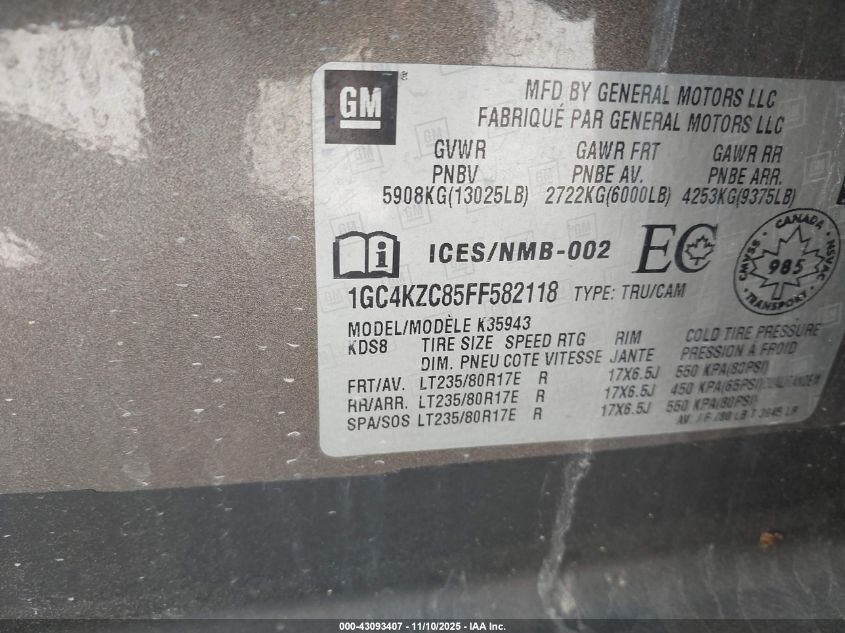 GM
MFD BY GENERAL MOTORS LLC
FABRIQUÉ PAR GENERAL MOTORS LLC
GVWR GAWR FRT GAWR RR
PNBV PNBE AV. PNBE ARR.
5908KG(13025LB) 2722KG(6000LB) 4253KG(9375LB)
i ICES/NMB-002 EC
CANADA CMVSS NSVAC 985 TRANSPORT
1GC4KZC85FF582118 TYPE: TRU/CAM
MODEL/MODÈLE K35943
KDS8 TIRE SIZE SPEED RTG RIM COLD TIRE PRESSURE
DIM. PNEU COTE VITESSE JANTE PRESSION A FROID
FRT/AV. LT235/80R17E R 17X6.5J 550 KPA(80PSI)
RR/ARR. LT235/80R17E R 17X6.5J 450 KPA(65PSI)
SPA/SOS LT235/80R17E R 17X6.5J 550 KPA(80PSI)
000-43093407 - 11/10/2025 - IAA Inc.